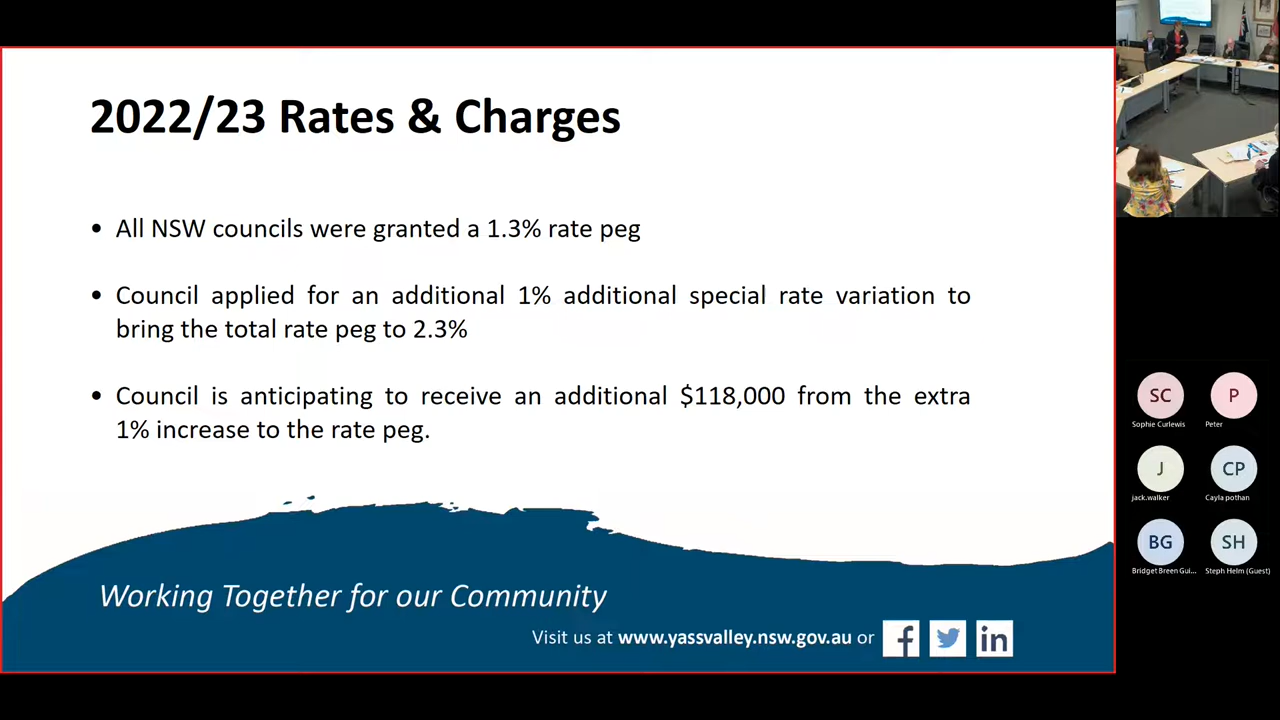 2022/23 Rates & Charges
• All NSW councils were granted a 1.3% rate peg
• Council applied for an additional 1% additional special rate variation to
bring the total rate peg to 2.3%
• Council is anticipating to receive an additional $118,000 from the extra
1% increase to the rate peg.
Working Together for our Community
Visit us at www.yassvalley.nsw.gov.au or
SC
Sophie Curlewis
P
Peter
J
jack.walker
CP
Cayla pothan
BG
Bridget Breen Gui...
SH
Steph Helm (Guest)